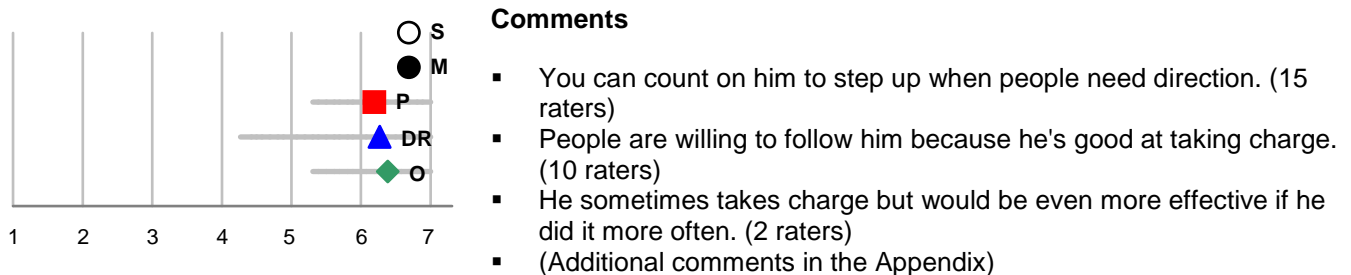 S
M
P
DR
O
1 2 3 4 5 6 7
Comments
▪ You can count on him to step up when people need direction. (15
raters)
▪ People are willing to follow him because he's good at taking charge.
(10 raters)
▪ He sometimes takes charge but would be even more effective if he
did it more often. (2 raters)
▪ (Additional comments in the Appendix)